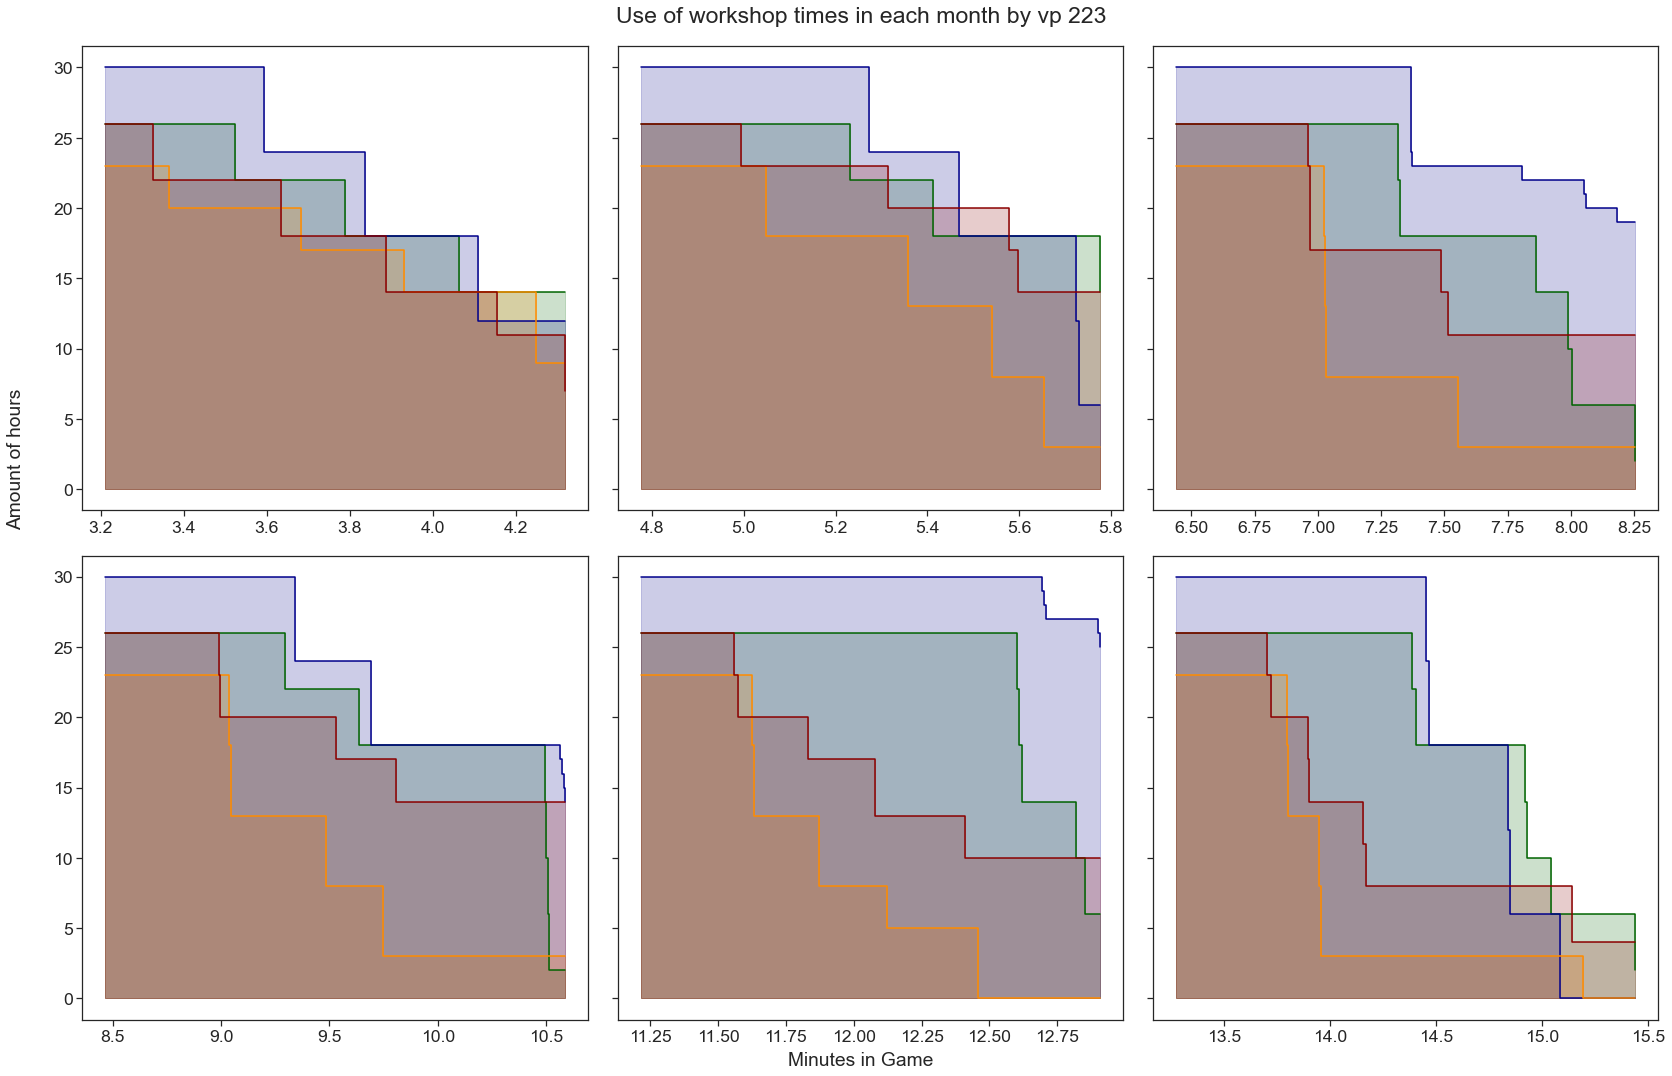 Use of workshop times in each month by vp 223
Amount of hours
30
25
20
15
10
5
0
3.2 3.4 3.6 3.8 4.0 4.2
4.8 5.0 5.2 5.4 5.6 5.8
6.50 6.75 7.00 7.25 7.50 7.75 8.00 8.25
30
25
20
15
10
5
0
8.5 9.0 9.5 10.0 10.5
11.25 11.50 11.75 12.00 12.25 12.50 12.75
13.5 14.0 14.5 15.0 15.5
Minutes in Game